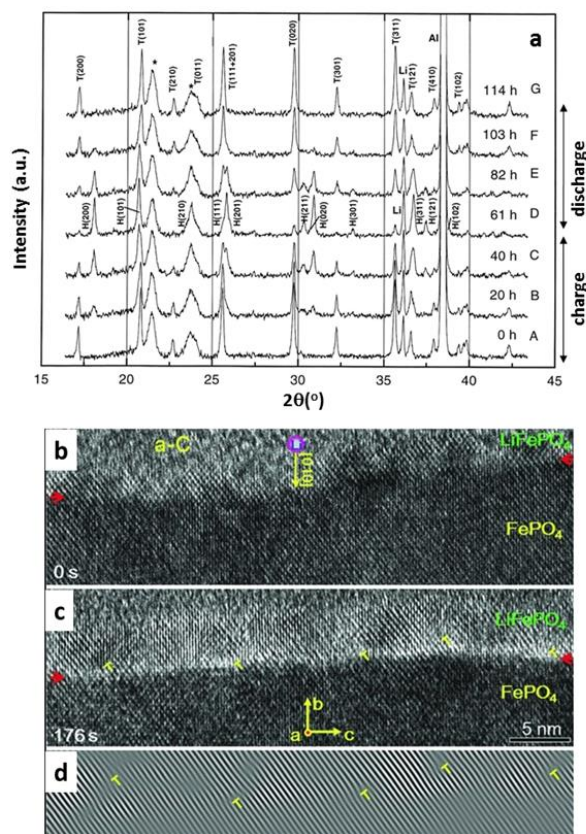 a
Intensity (a.u.)
T(200)
T(101)
*
T(210)
*
T(011)
T(111+201)
T(020)
T(301)
T(311)
Li
T(121)
T(410)
Al
T(102)
114 h G
103 h F
82 h E
61 h D
40 h C
20 h B
0 h A
discharge
charge
H(200)
H(101)
H(210)
H(111)
H(201)
H(211)
H(020)
H(301)
Li
H(311)
H(121)
H(102)
15 20 25 30 35 40 45
2θ(°)
b
a-C
[010]
LiFePO₄
FePO₄
0 s
c
LiFePO₄
FePO₄
176 s
b
a
c
5 nm
d